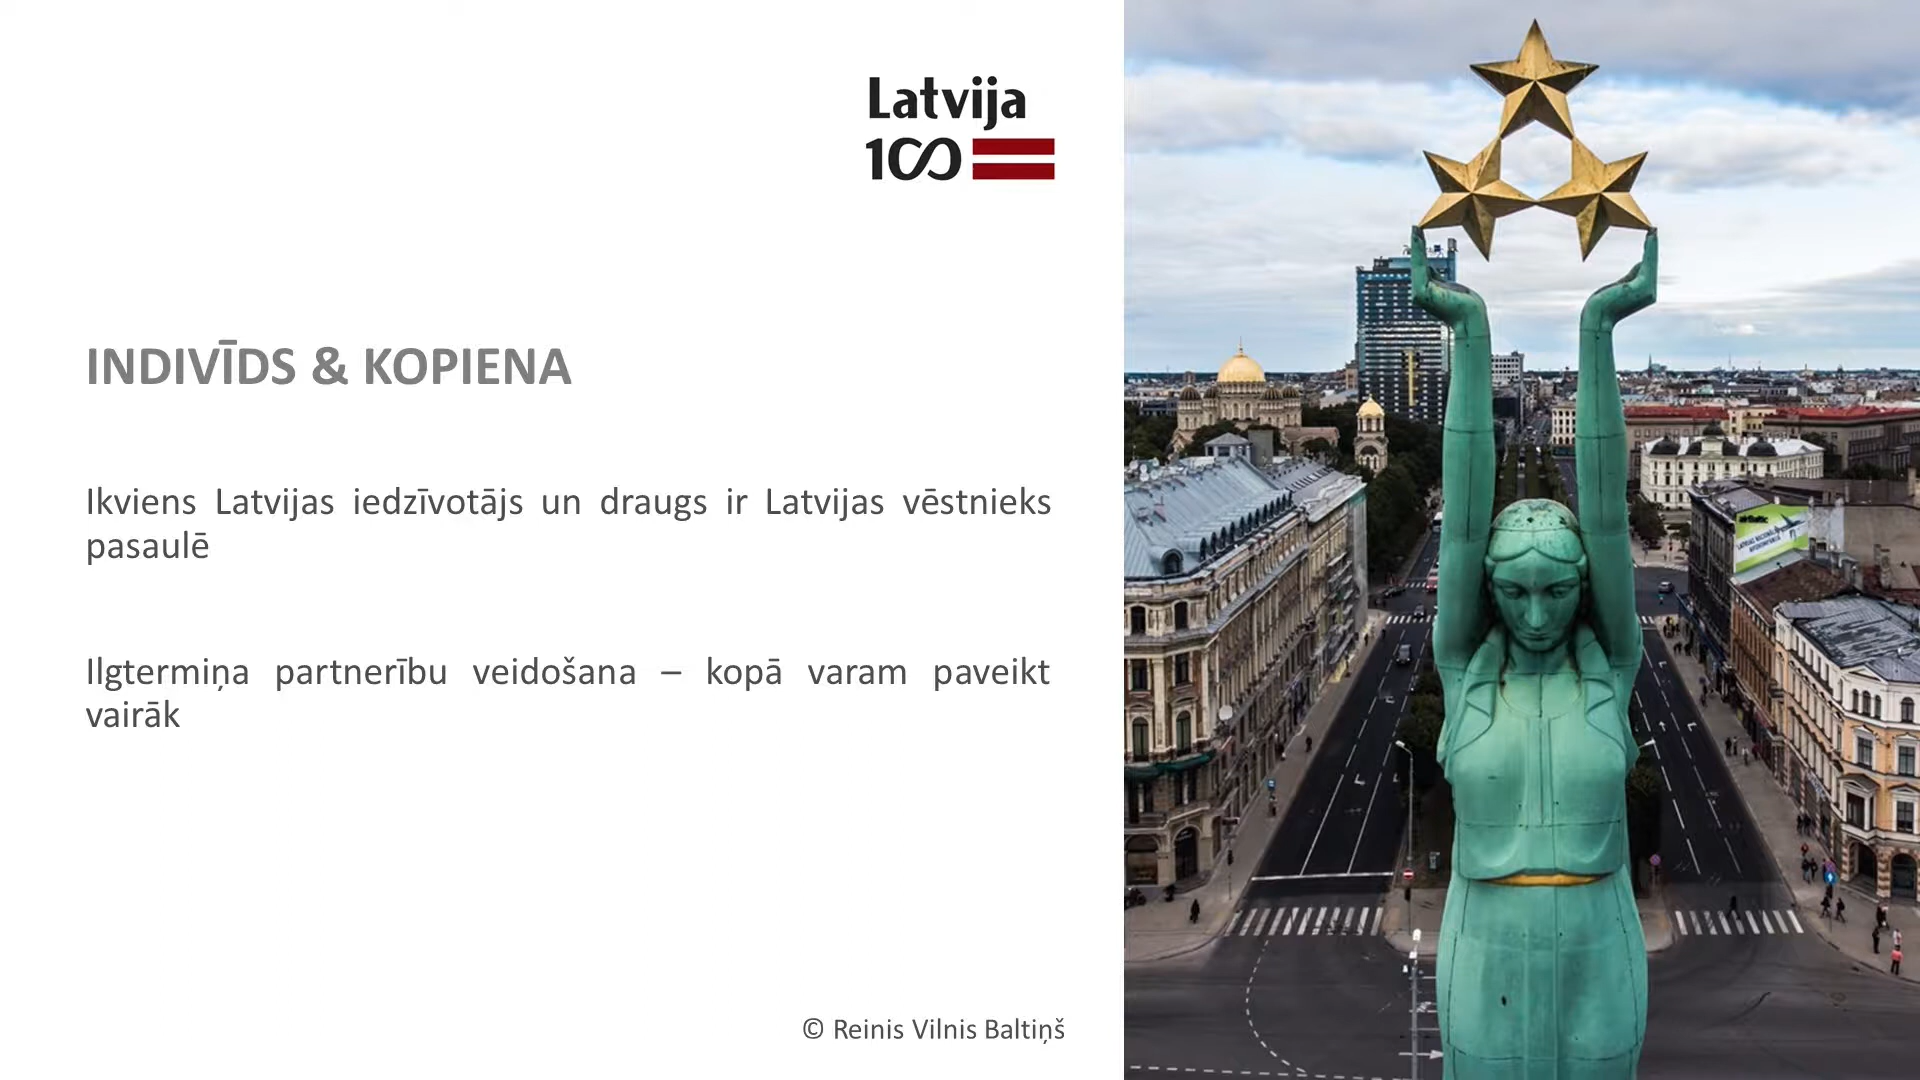 Latvija
100
INDIVĪDS & KOPIENA
Ikviens Latvijas iedzīvotājs un draugs ir Latvijas vēstnieks
pasaulē
Ilgtermiņa partnerību veidošana – kopā varam paveikt
vairāk
© Reinis Vilnis Baltiņš
airBaltic